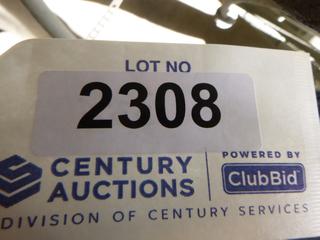 LOT NO
2308
CENTURY AUCTIONS
POWERED BY
ClubBid
DIVISION OF CENTURY SERVICES